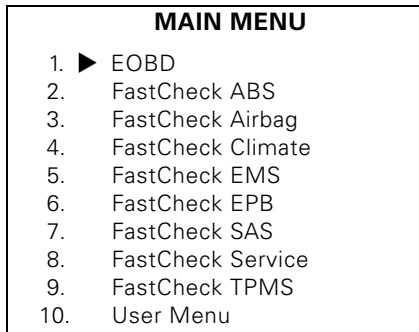 MAIN MENU
1. ▶ EOBD
2. FastCheck ABS
3. FastCheck Airbag
4. FastCheck Climate
5. FastCheck EMS
6. FastCheck EPB
7. FastCheck SAS
8. FastCheck Service
9. FastCheck TPMS
10. User Menu